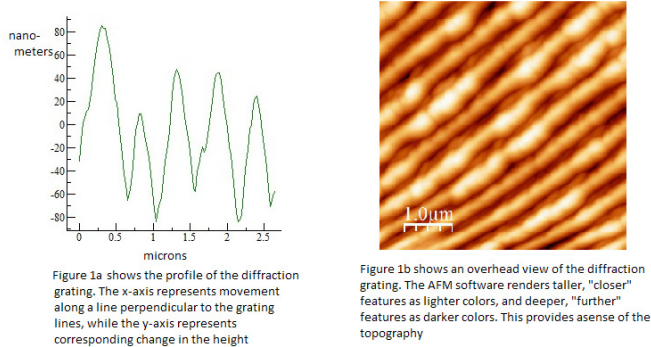 nano-
meters
80
60
40
20
0
-20
-40
-60
-80
0 0.5 1 1.5 2 2.5
microns
Figure 1a shows the profile of the diffraction
grating. The x-axis represents movement
along a line perpendicular to the grating
lines, while the y-axis represents
corresponding change in the height
1.0μm
Figure 1b shows an overhead view of the diffraction
grating. The AFM software renders taller, "closer"
features as lighter colors, and deeper, "further"
features as darker colors. This provides asense of the
topography